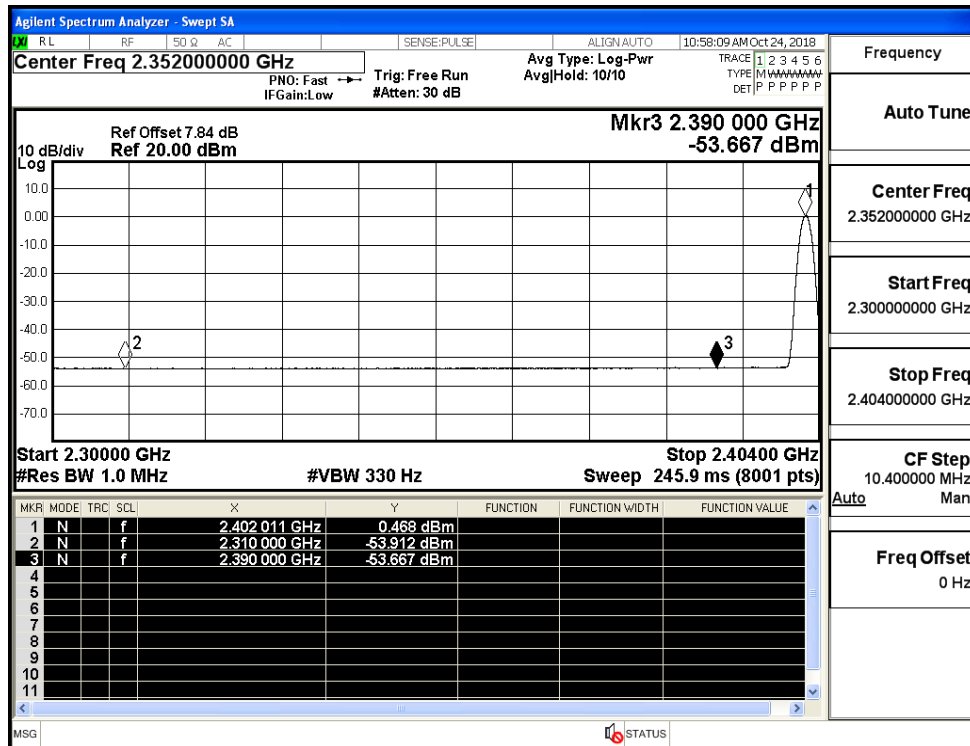 Agilent Spectrum Analyzer - Swept SA
LXI RL RF 50 Ω AC SENSE:PULSE ALIGN AUTO 10:58:09 AM Oct 24, 2018
Center Freq 2.352000000 GHz
PNO: Fast
IFGain:Low
Trig: Free Run
#Atten: 30 dB
Avg Type: Log-Pwr
Avg|Hold: 10/10
TRACE 1 2 3 4 5 6
TYPE M WWWWW
DET P P P P P P
Ref Offset 7.84 dB
10 dB/div Ref 20.00 dBm
Log
Mkr3 2.390 000 GHz
-53.667 dBm
10.0
0.00
-10.0
-20.0
-30.0
-40.0
-50.0
-60.0
-70.0
1
2
3
Start 2.30000 GHz Stop 2.40400 GHz
#Res BW 1.0 MHz #VBW 330 Hz Sweep 245.9 ms (8001 pts)
MKR MODE TRC SCL X Y FUNCTION FUNCTION WIDTH FUNCTION VALUE
1 N f 2.402 011 GHz 0.468 dBm
2 N f 2.310 000 GHz -53.912 dBm
3 N f 2.390 000 GHz -53.667 dBm
4
5
6
7
8
9
10
11
MSG STATUS
Frequency
Auto Tune
Center Freq
2.352000000 GHz
Start Freq
2.300000000 GHz
Stop Freq
2.404000000 GHz
CF Step
10.400000 MHz
Auto Man
Freq Offset
0 Hz